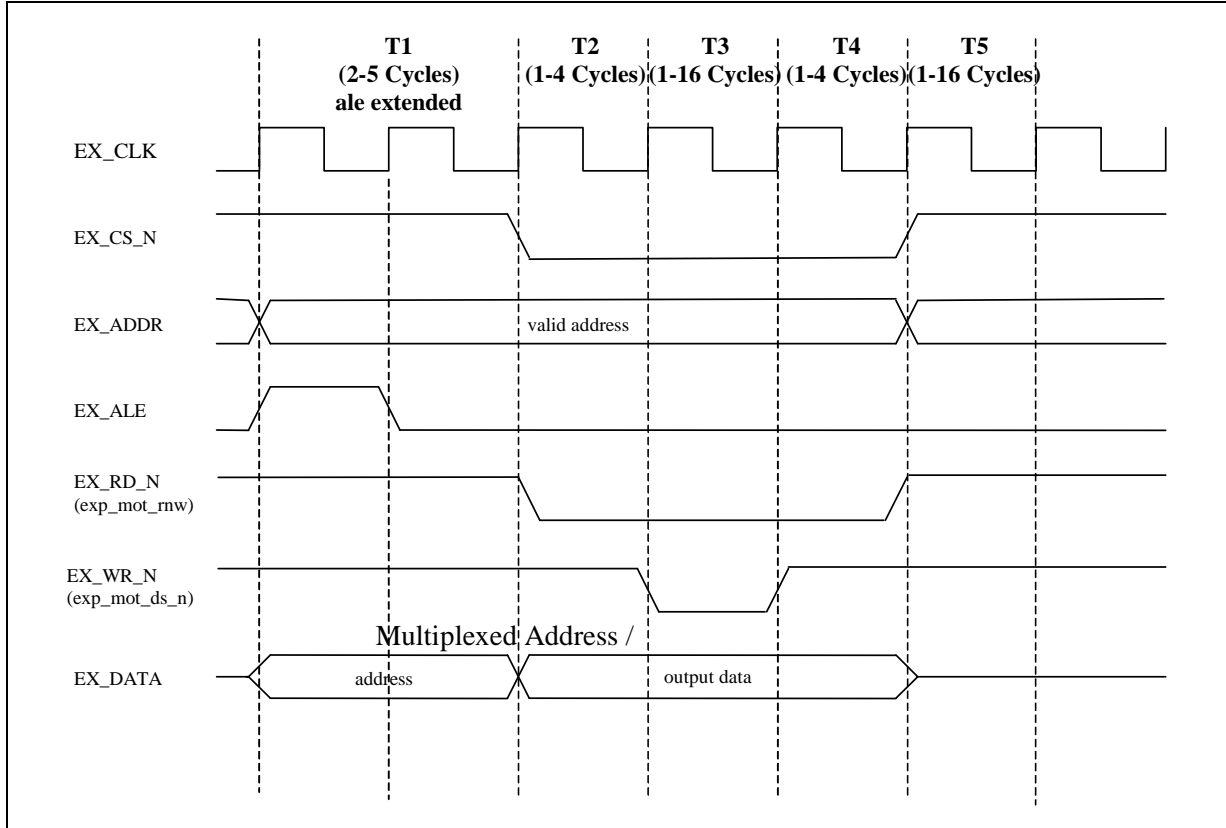 T1
(2-5 Cycles)
ale extended
T2
(1-4 Cycles)
T3
(1-16 Cycles)
T4
(1-4 Cycles)
T5
(1-16 Cycles)
EX_CLK
EX_CS_N
EX_ADDR
valid address
EX_ALE
EX_RD_N
(exp_mot_rnw)
EX_WR_N
(exp_mot_ds_n)
Multiplexed Address /
EX_DATA
address
output data